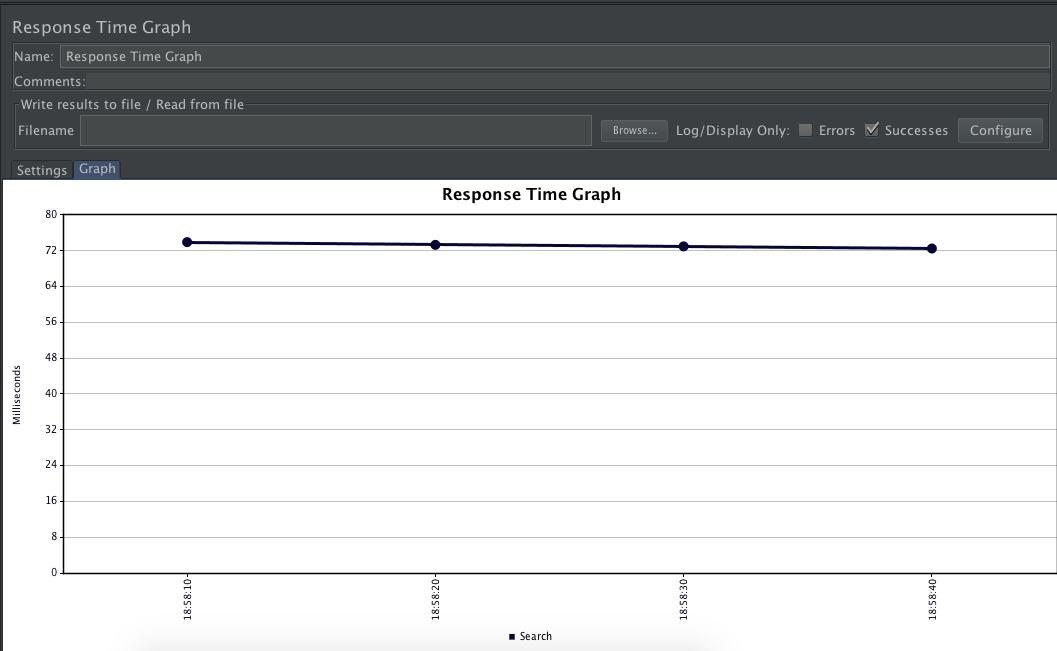 Response Time Graph
Name: Response Time Graph
Comments:
Write results to file / Read from file
Filename Browse... Log/Display Only: Errors Successes Configure
Settings Graph
Response Time Graph
80
72
64
56
48
40
32
24
16
8
0
Milliseconds
18:58:10 18:58:20 18:58:30 18:58:40
Search